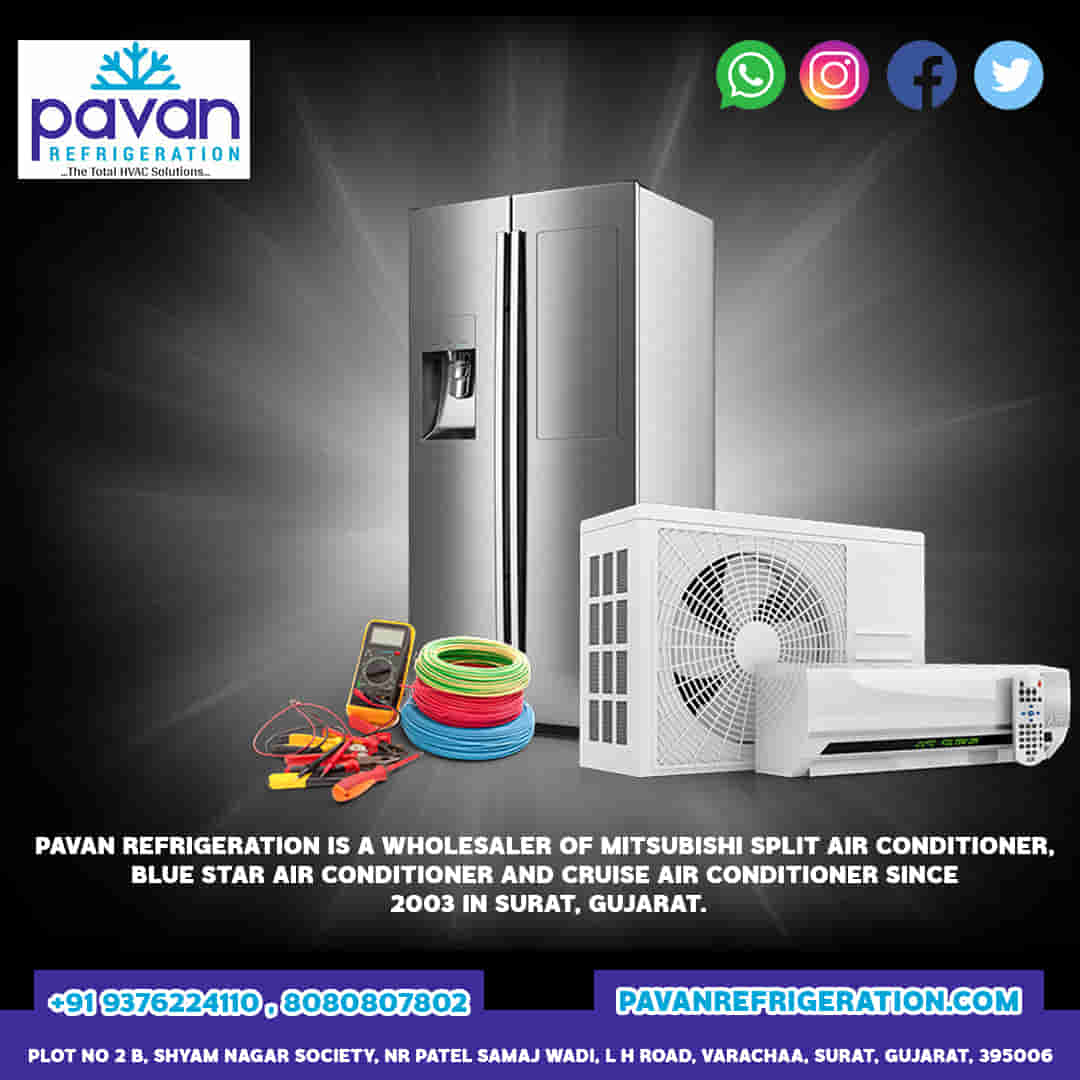 pavan
REFRIGERATION
...The Total HVAC Solutions...
PAVAN REFRIGERATION IS A WHOLESALER OF MITSUBISHI SPLIT AIR CONDITIONER,
BLUE STAR AIR CONDITIONER AND CRUISE AIR CONDITIONER SINCE
2003 IN SURAT, GUJARAT.
+91 9376224110 , 8080807802
PAVANREFRIGERATION.COM
PLOT NO 2 B, SHYAM NAGAR SOCIETY, NR PATEL SAMAJ WADI, L H ROAD, VARACHAA, SURAT, GUJARAT, 395006